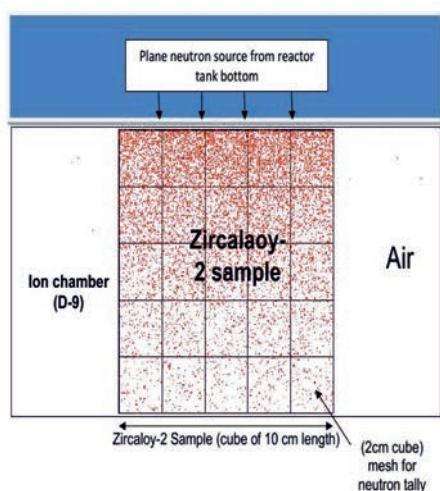 Plane neutron source from reactor
tank bottom
Zircalaoy-
2 sample
Ion chamber
(D-9)
Air
Zircaloy-2 Sample (cube of 10 cm length)
(2cm cube)
mesh for
neutron tally